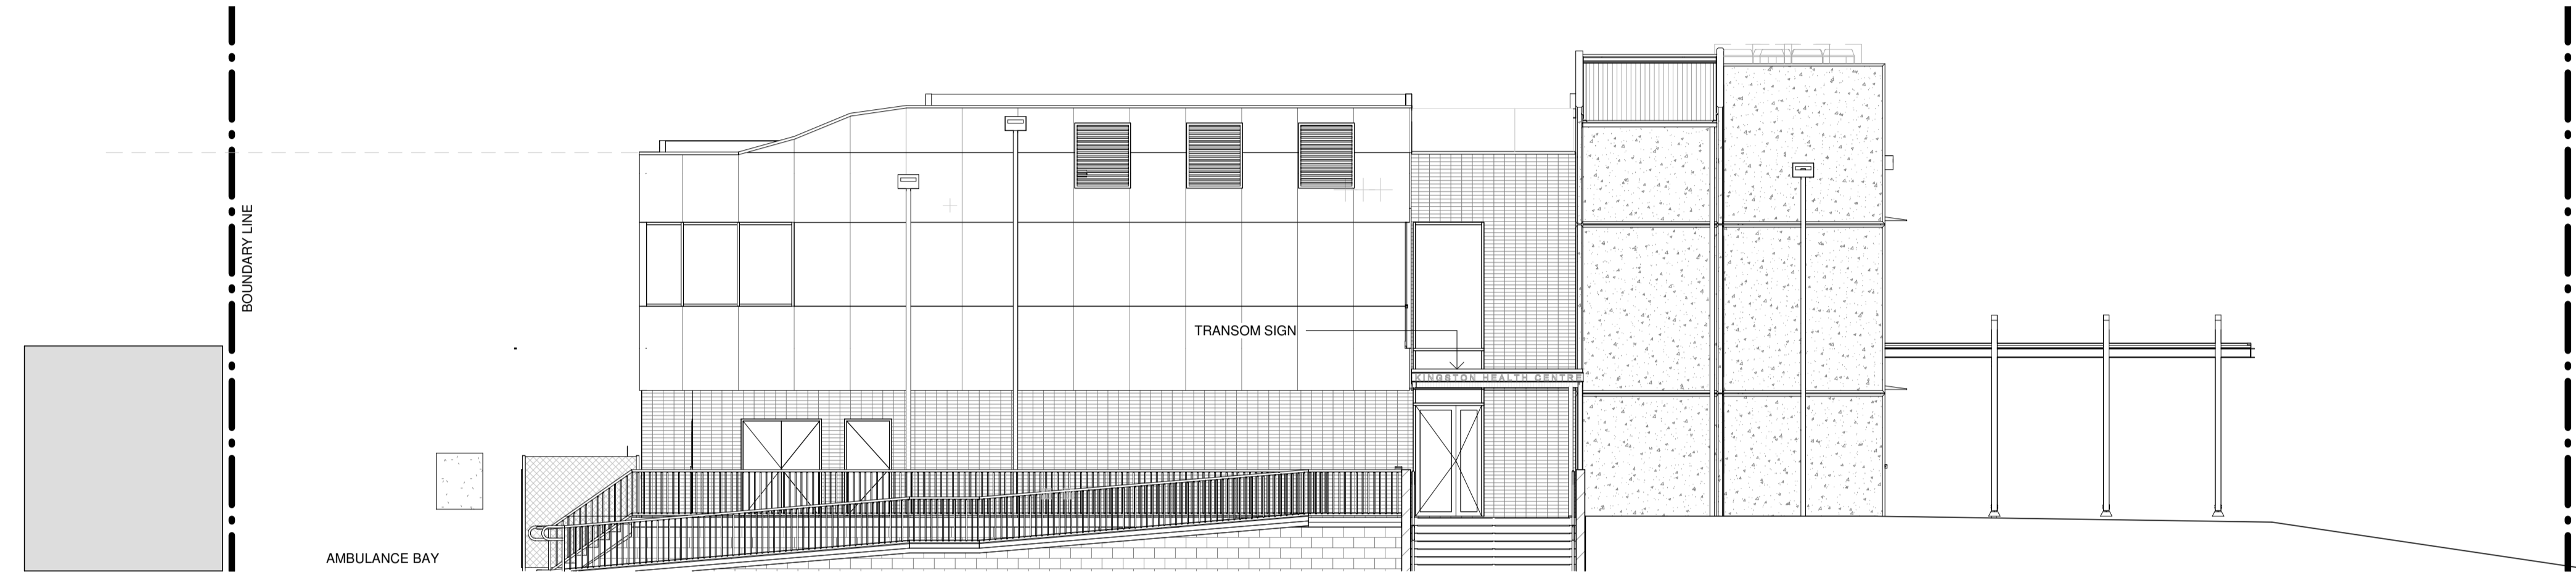 BOUNDARY LINE
TRANSOM SIGN
KINGSTON HEALTH CENTRE
AMBULANCE BAY